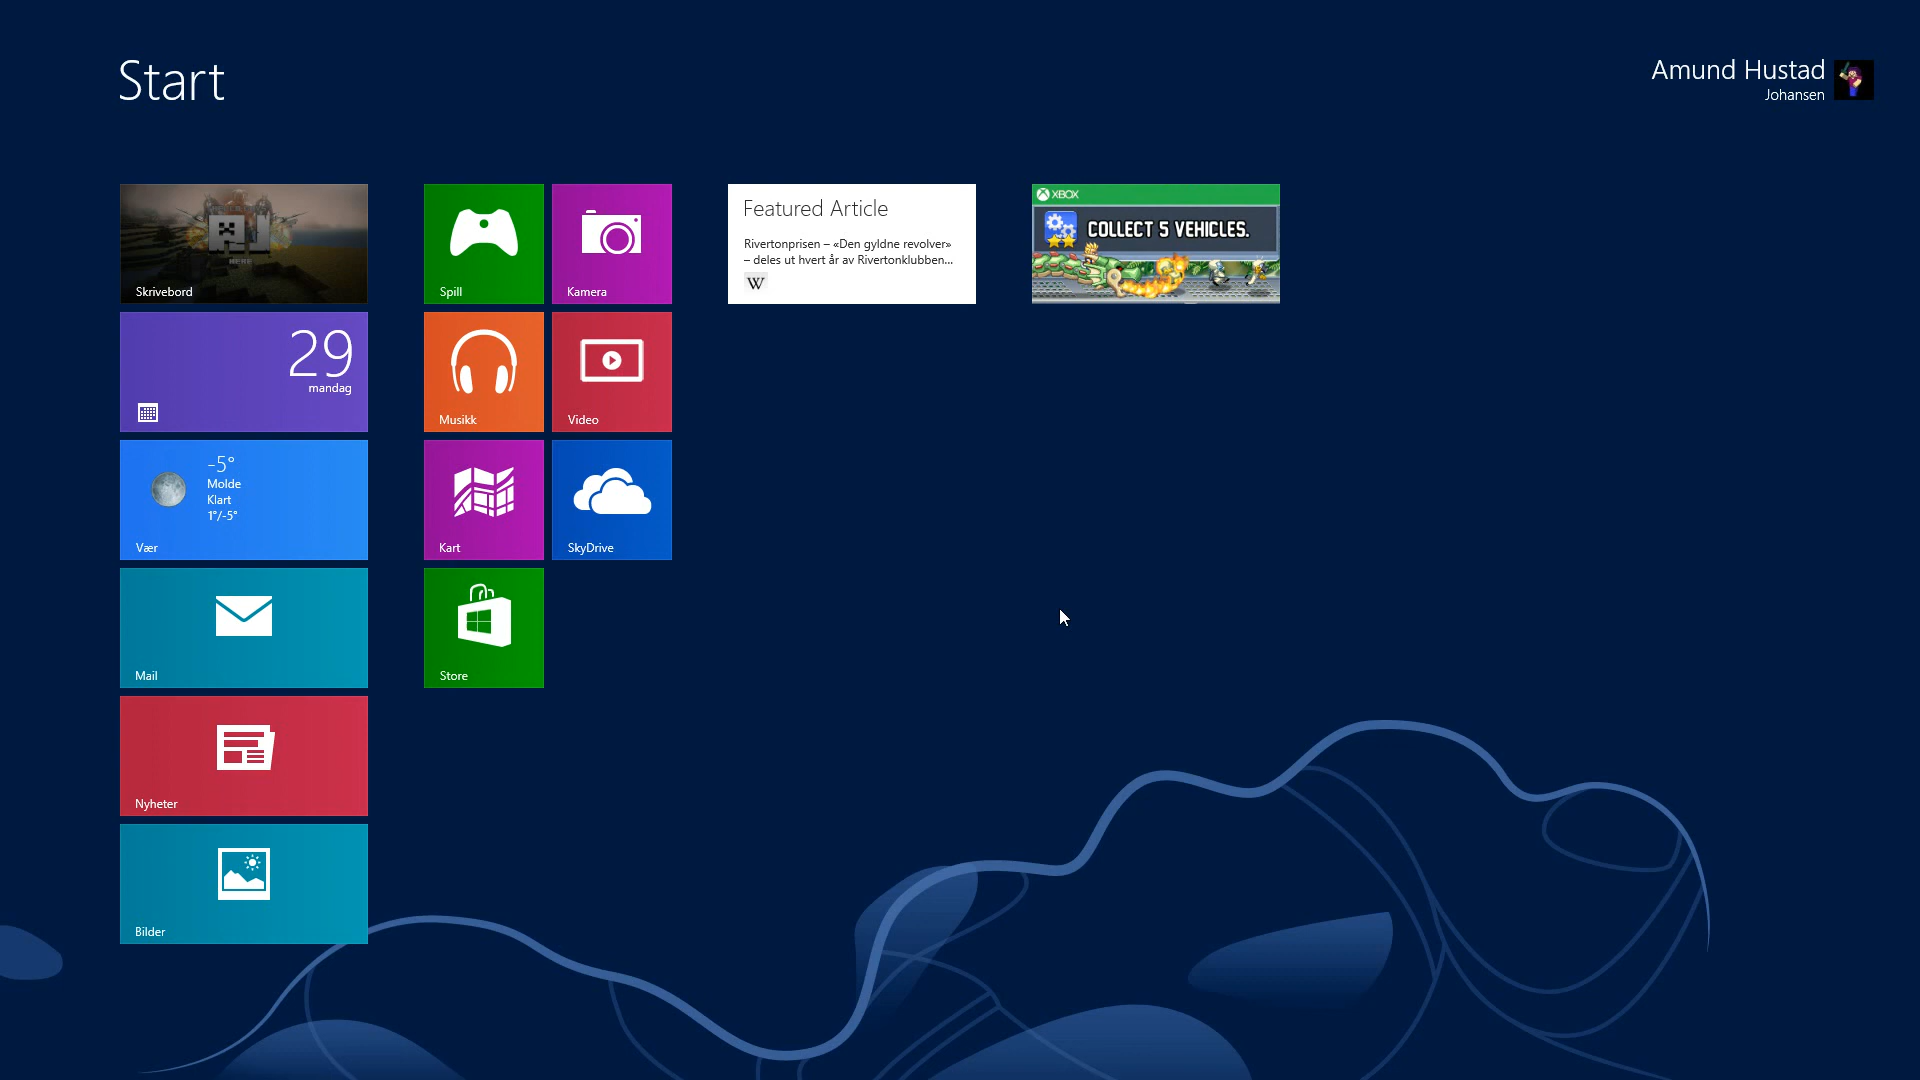 Start
Amund Hustad
Johansen
Skrivebord
29
mandag
-5°
Molde
Klart
1°/-5°
Vær
Mail
Nyheter
Bilder
Spill
Kamera
Musikk
Video
Kart
SkyDrive
Store
Featured Article
Rivertonprisen – «Den gyldne revolver»
– deles ut hvert år av Rivertonklubben...
W
XBOX
COLLECT 5 VEHICLES.